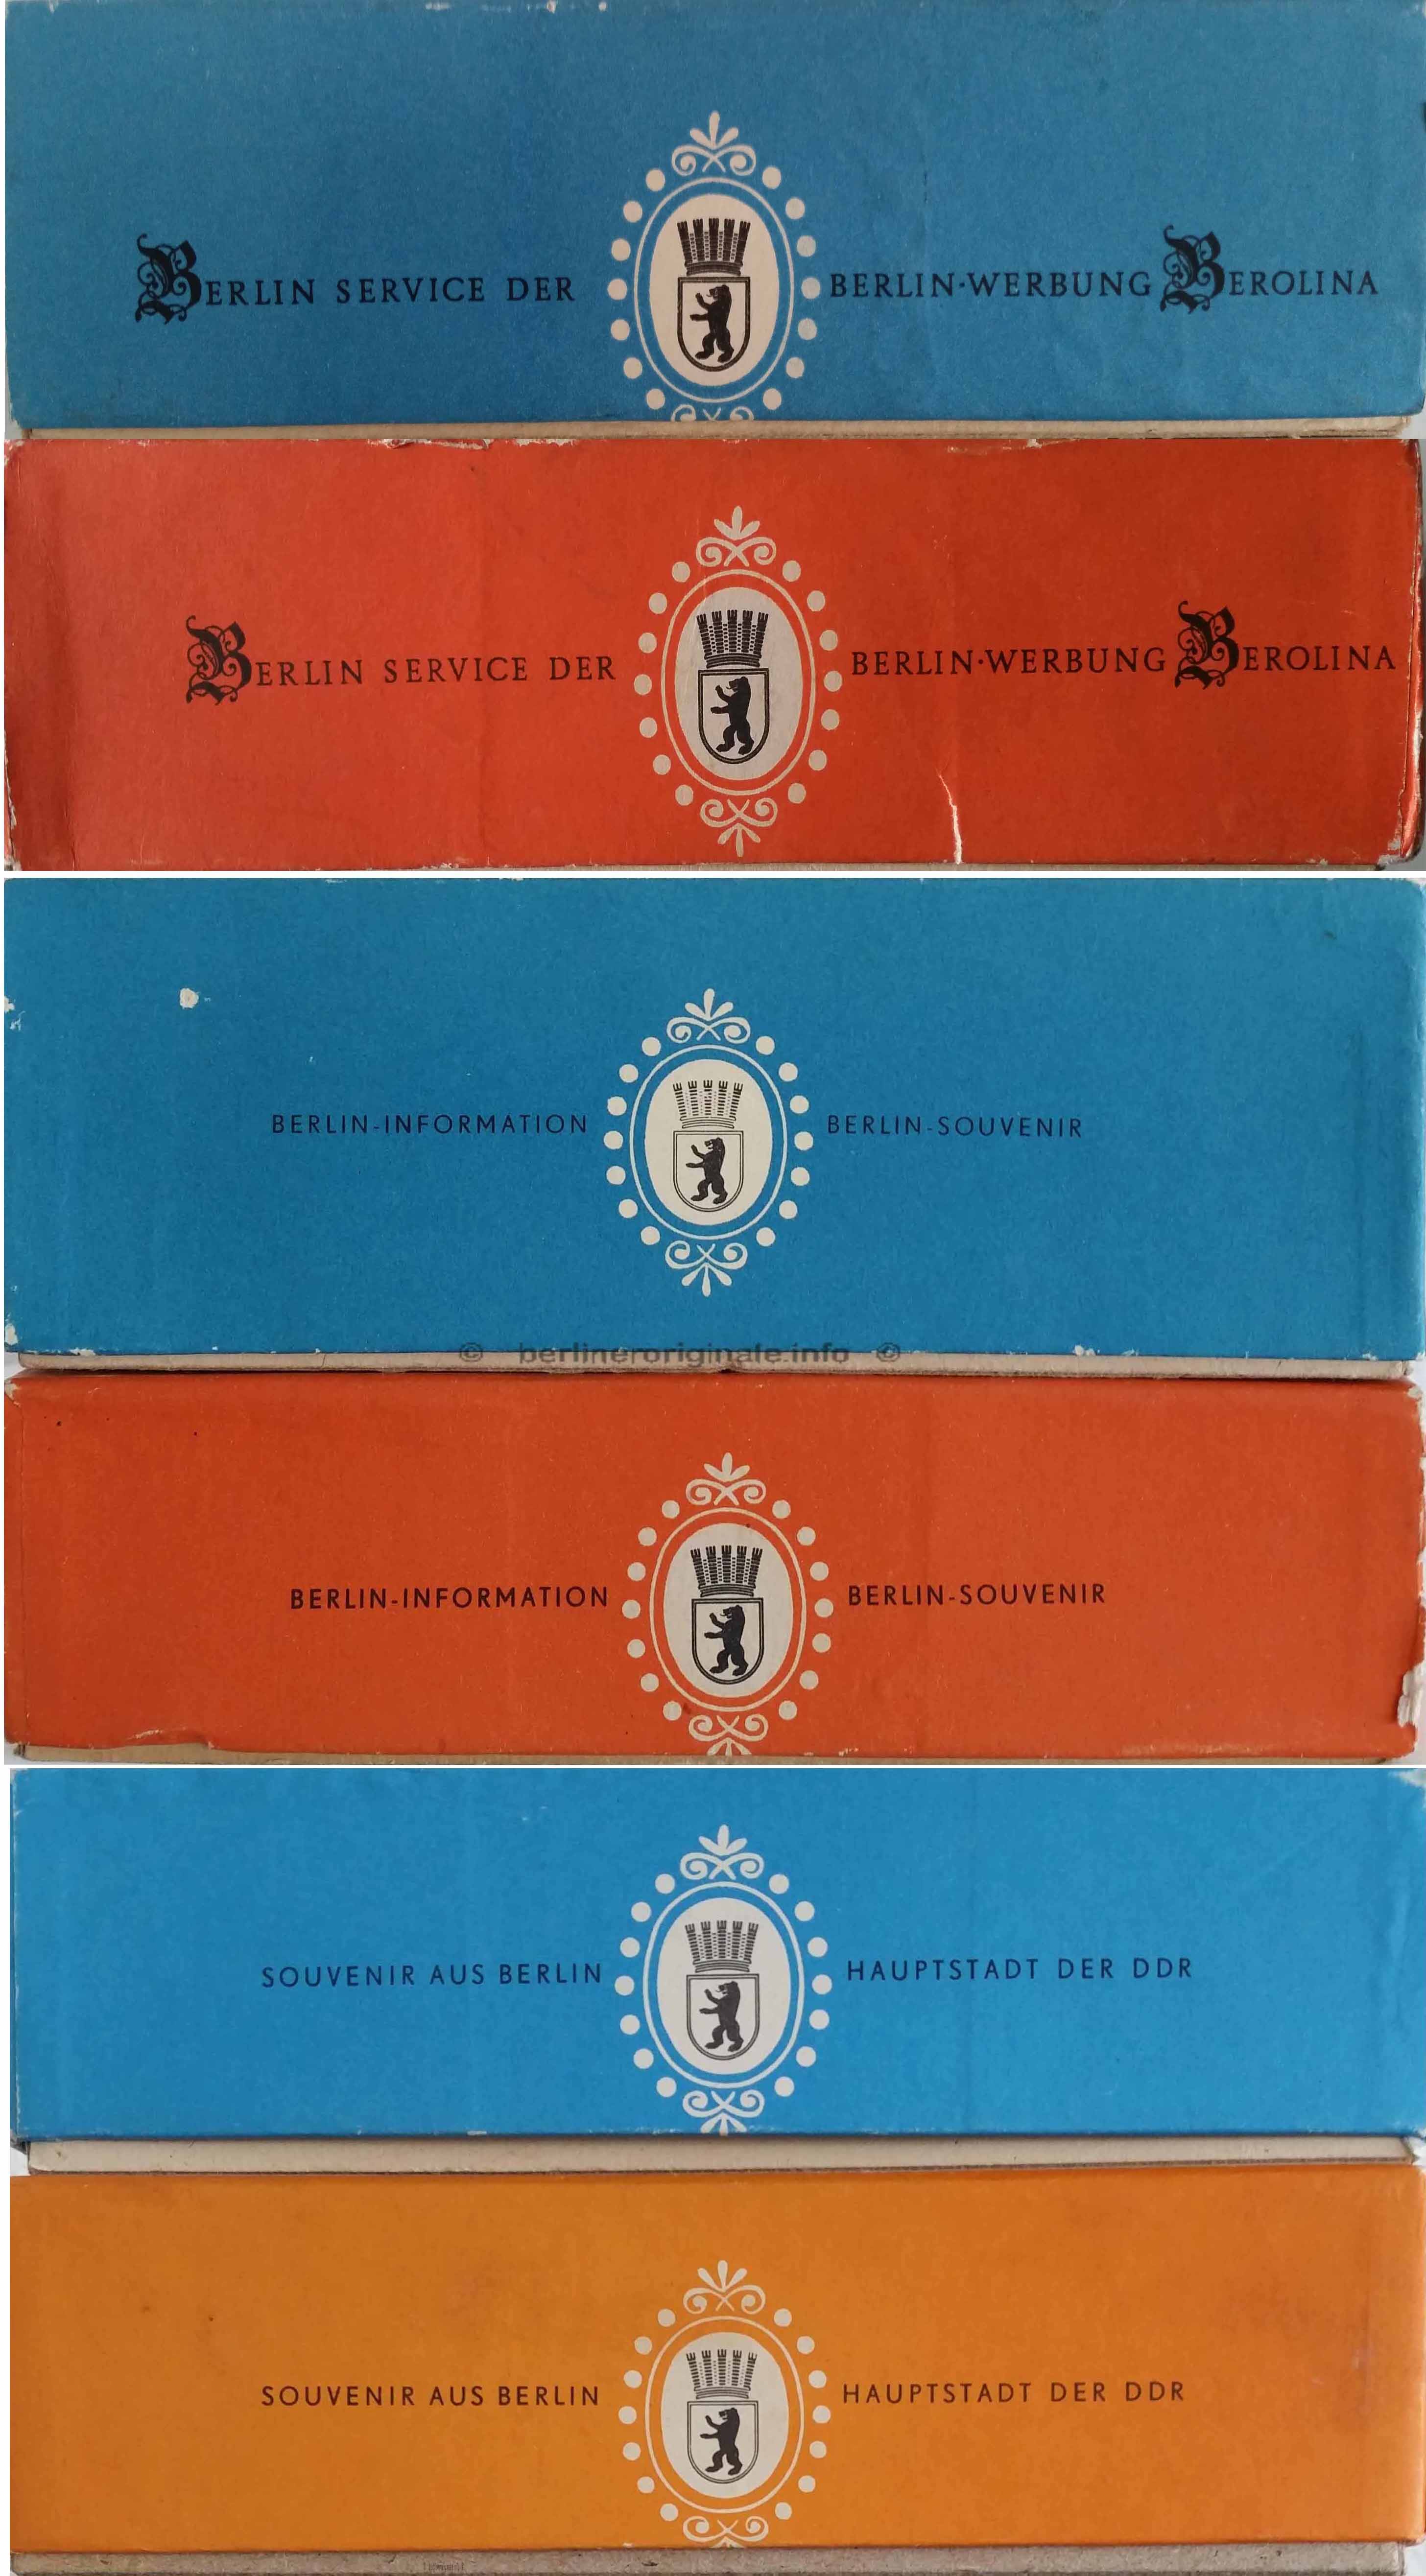 BERLIN SERVICE DER BERLIN-WERBUNG BEROLINA
BERLIN SERVICE DER BERLIN-WERBUNG BEROLINA
BERLIN-INFORMATION BERLIN-SOUVENIR
© berlineroriginale.info ©
BERLIN-INFORMATION BERLIN-SOUVENIR
SOUVENIR AUS BERLIN HAUPTSTADT DER DDR
SOUVENIR AUS BERLIN HAUPTSTADT DER DDR